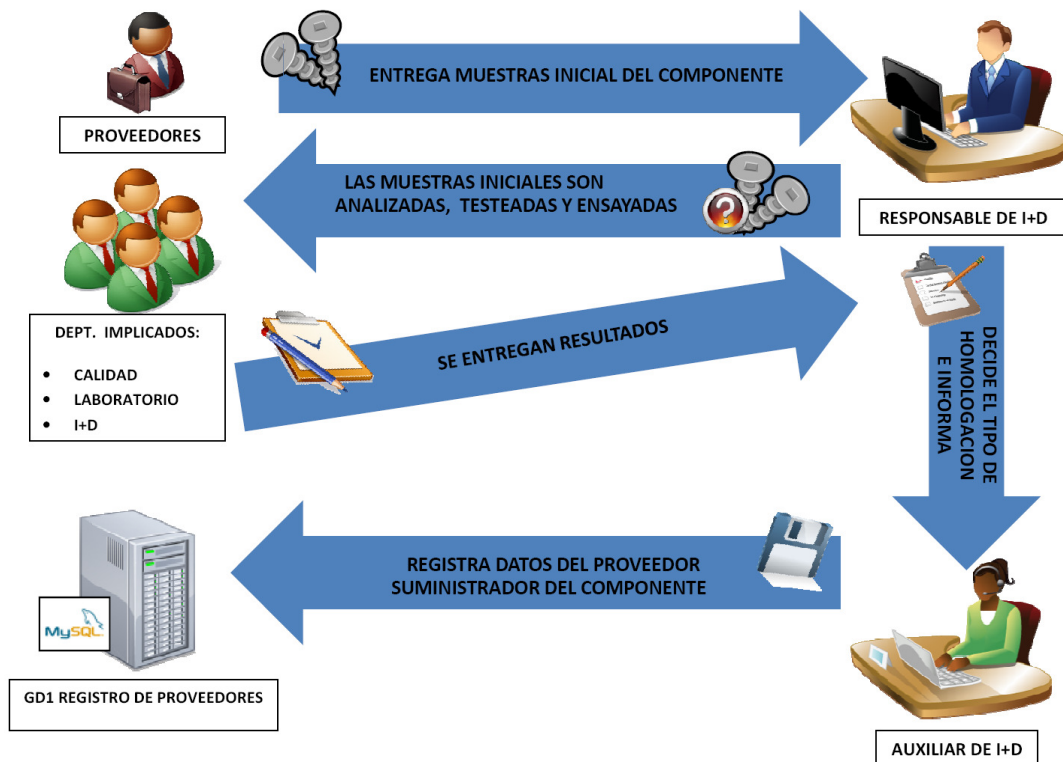 ENTREGA MUESTRAS INICIAL DEL COMPONENTE
PROVEEDORES
LAS MUESTRAS INICIALES SON
ANALIZADAS, TESTEADAS Y ENSAYADAS
?
RESPONSABLE DE I+D
DEPT. IMPLICADOS:
• CALIDAD
• LABORATORIO
• I+D
SE ENTREGAN RESULTADOS
DECIDE EL TIPO DE
HOMOLOGACION
E INFORMA
REGISTRA DATOS DEL PROVEEDOR
SUMINISTRADOR DEL COMPONENTE
MySQL
GD1 REGISTRO DE PROVEEDORES
AUXILIAR DE I+D